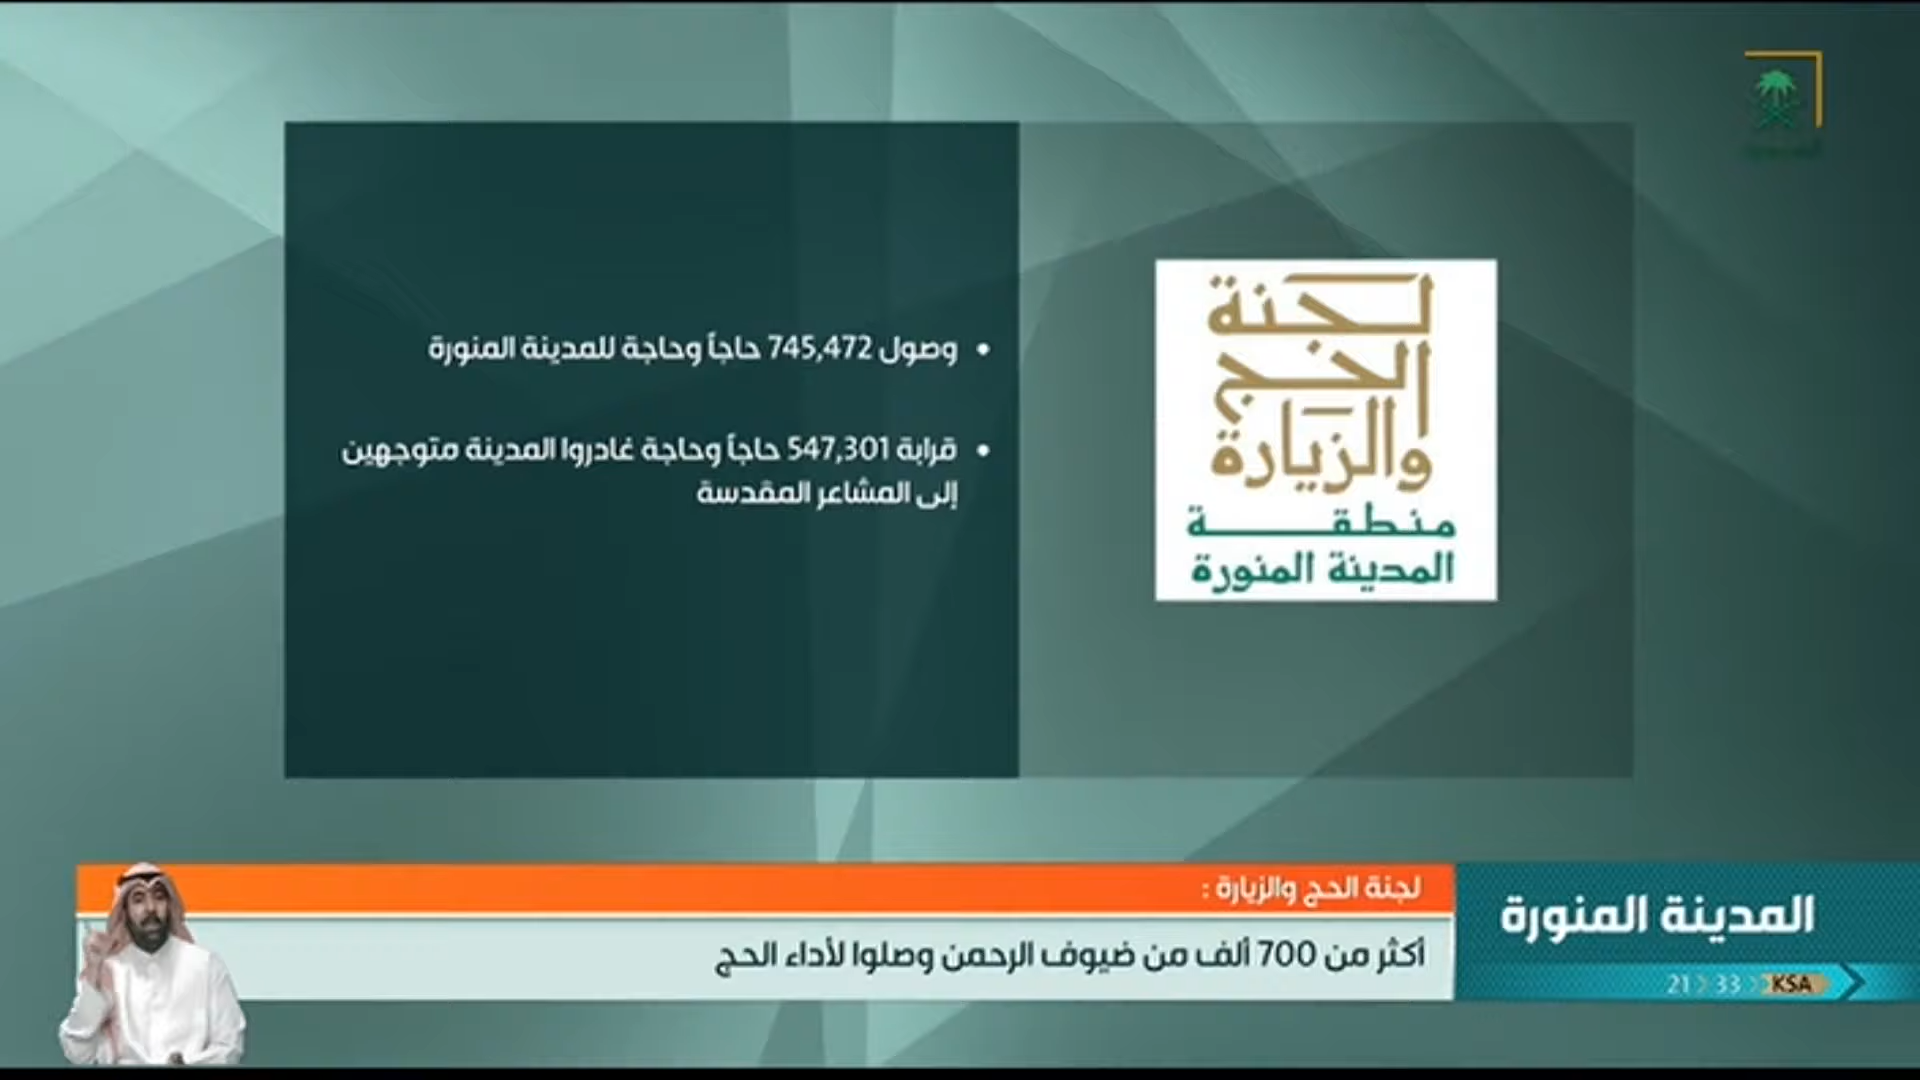 • وصول 745,472 حاجاً وحاجة للمدينة المنورة
• قرابة 547,301 حاجاً وحاجة غادروا المدينة متوجهين
إلى المشاعر المقدسة
لجنة
الحج
والزيارة
منطقة
المدينة المنورة
لجنة الحج والزيارة :
أكثر من 700 ألف من ضيوف الرحمن وصلوا لأداء الحج
المدينة المنورة
21 33 KSA